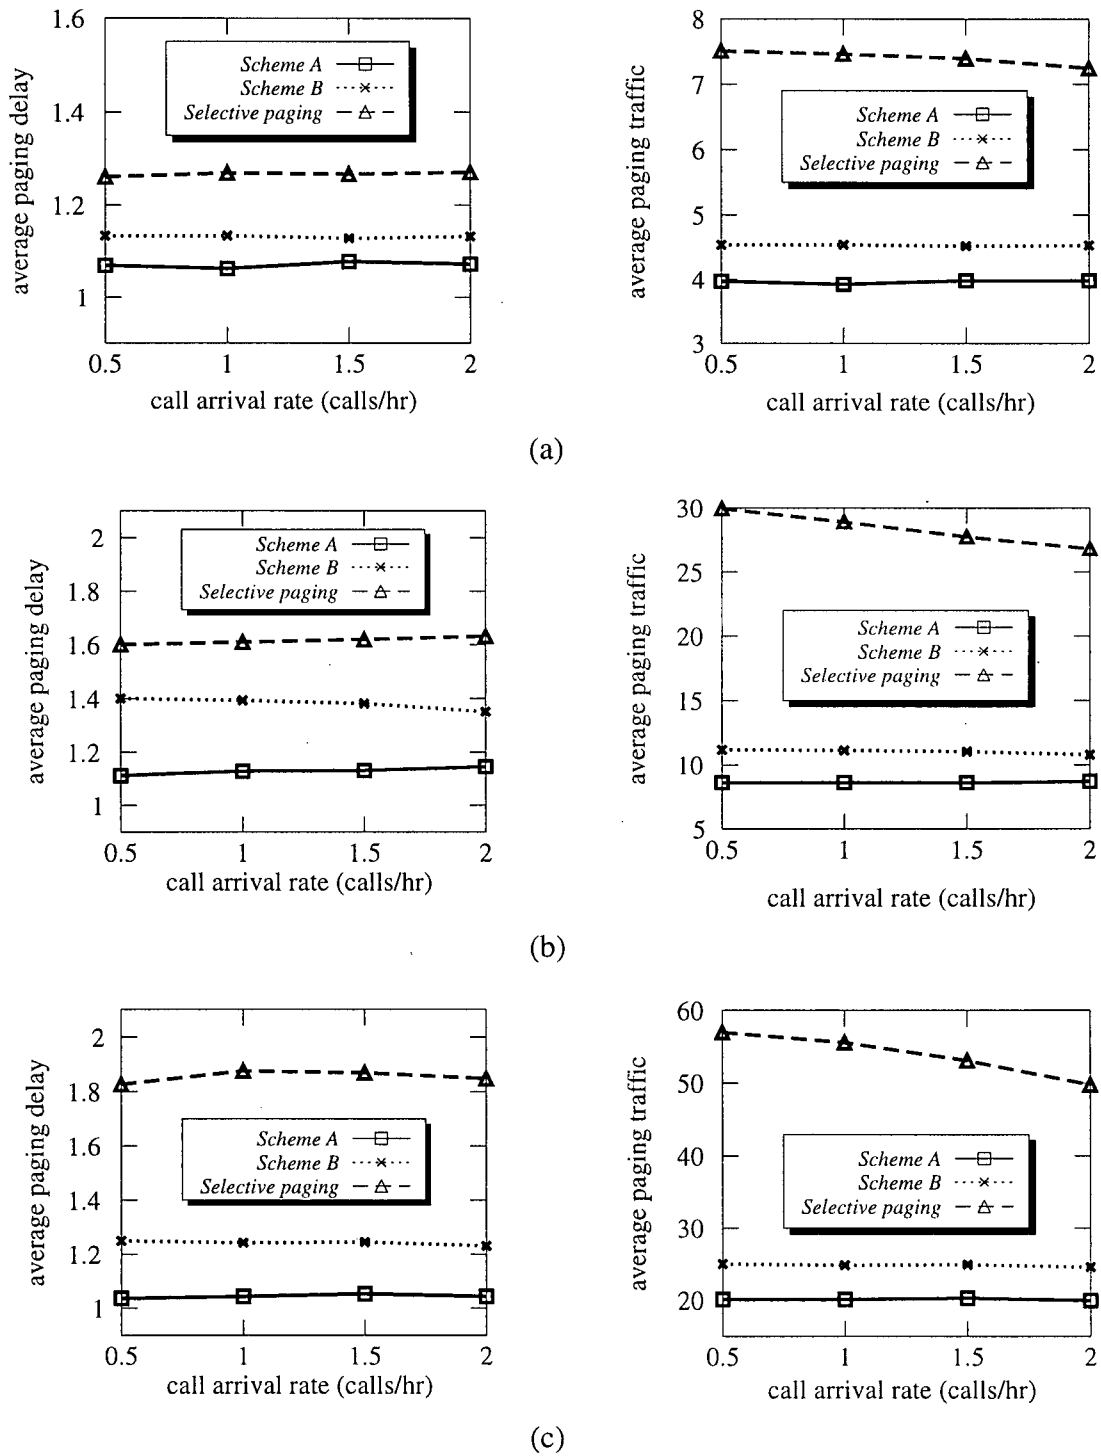 1.6
1.4
1.2
1
average paging delay
Scheme A
Scheme B
Selective paging
0.5 1 1.5 2
call arrival rate (calls/hr)
8
7
6
5
4
3
average paging traffic
Scheme A
Scheme B
Selective paging
0.5 1 1.5 2
call arrival rate (calls/hr)
(a)
2
1.8
1.6
1.4
1.2
1
average paging delay
Scheme A
Scheme B
Selective paging
0.5 1 1.5 2
call arrival rate (calls/hr)
30
25
20
15
10
5
average paging traffic
Scheme A
Scheme B
Selective paging
0.5 1 1.5 2
call arrival rate (calls/hr)
(b)
2
1.8
1.6
1.4
1.2
1
average paging delay
Scheme A
Scheme B
Selective paging
0.5 1 1.5 2
call arrival rate (calls/hr)
60
50
40
30
20
average paging traffic
Scheme A
Scheme B
Selective paging
0.5 1 1.5 2
call arrival rate (calls/hr)
(c)